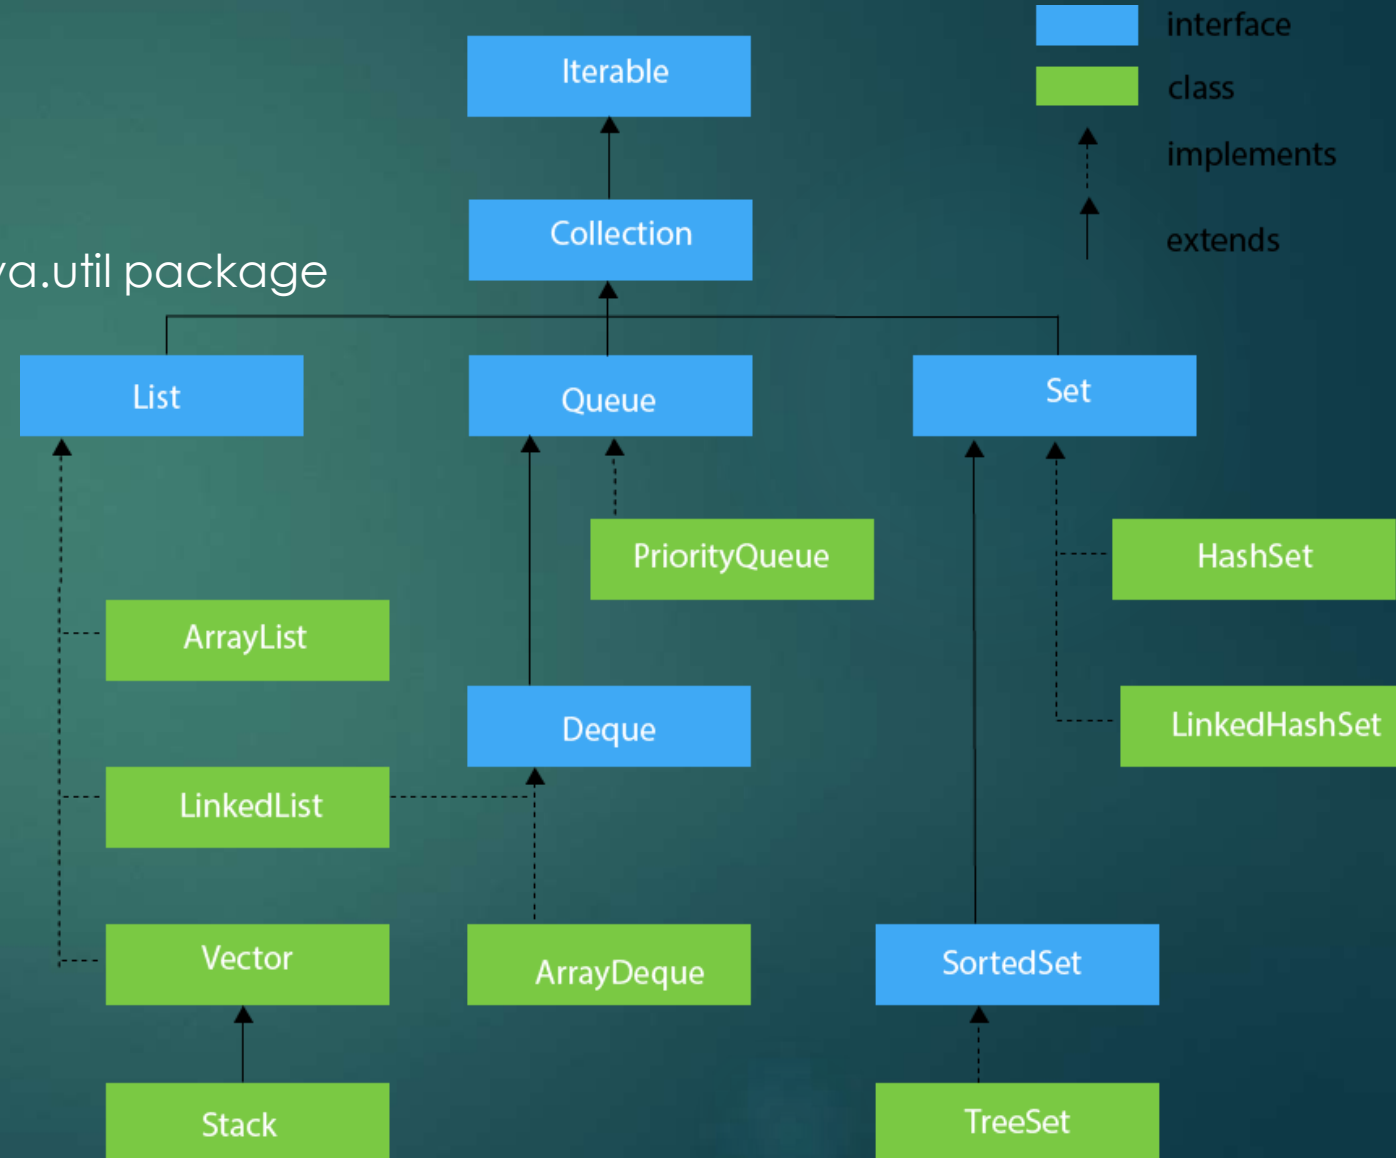 interface
Iterable
class
implements
Collection
extends
va.util package
List
Queue
Set
PriorityQueue
HashSet
ArrayList
Deque
LinkedHashSet
LinkedList
Vector
ArrayDeque
SortedSet
Stack
TreeSet